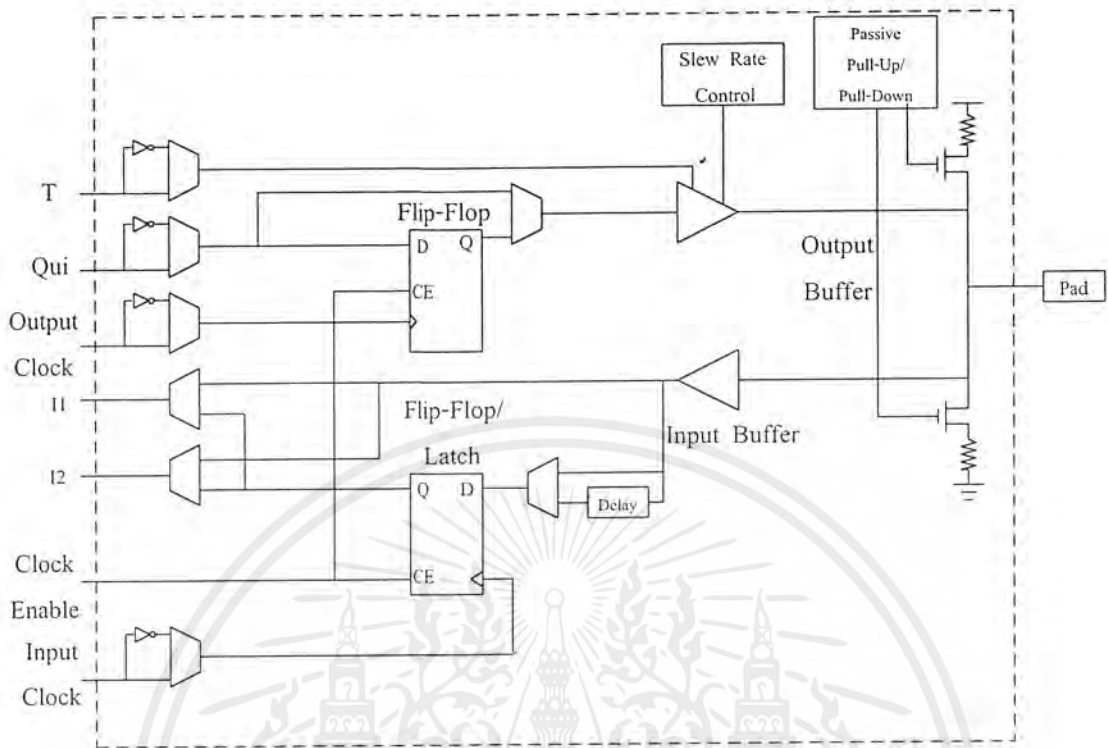 Slew Rate
Control
Passive
Pull-Up/
Pull-Down
T
Flip-Flop
D
Q
Qui
CE
Output
Buffer
Pad
Output
Clock
I1
Flip-Flop/
Latch
Input Buffer
I2
Q
D
Delay
Clock
Enable
CE
Input
Clock